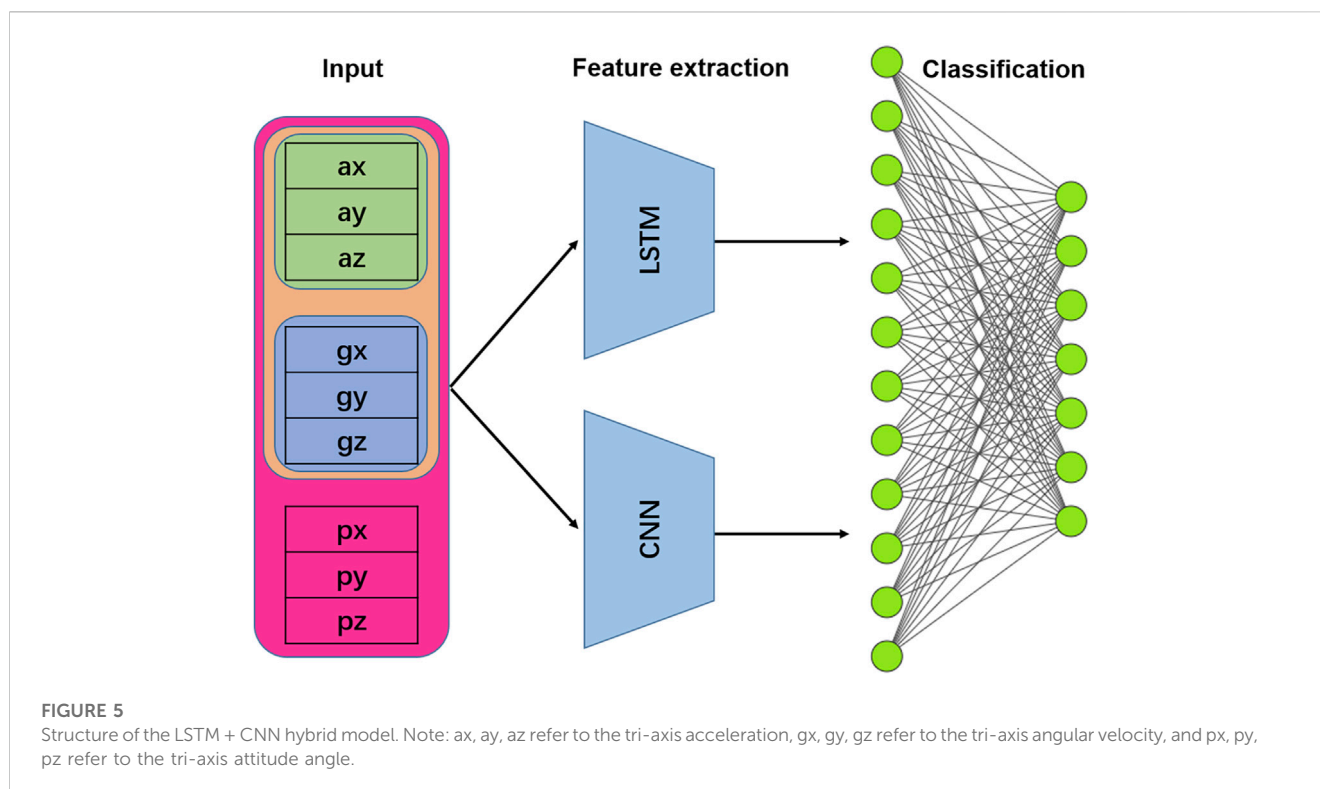 Input
Feature extraction
Classification
ax
ay
az
gx
gy
gz
px
py
pz
LSTM
CNN
FIGURE 5
Structure of the LSTM + CNN hybrid model. Note: ax, ay, az refer to the tri-axis acceleration, gx, gy, gz refer to the tri-axis angular velocity, and px, py,
pz refer to the tri-axis attitude angle.